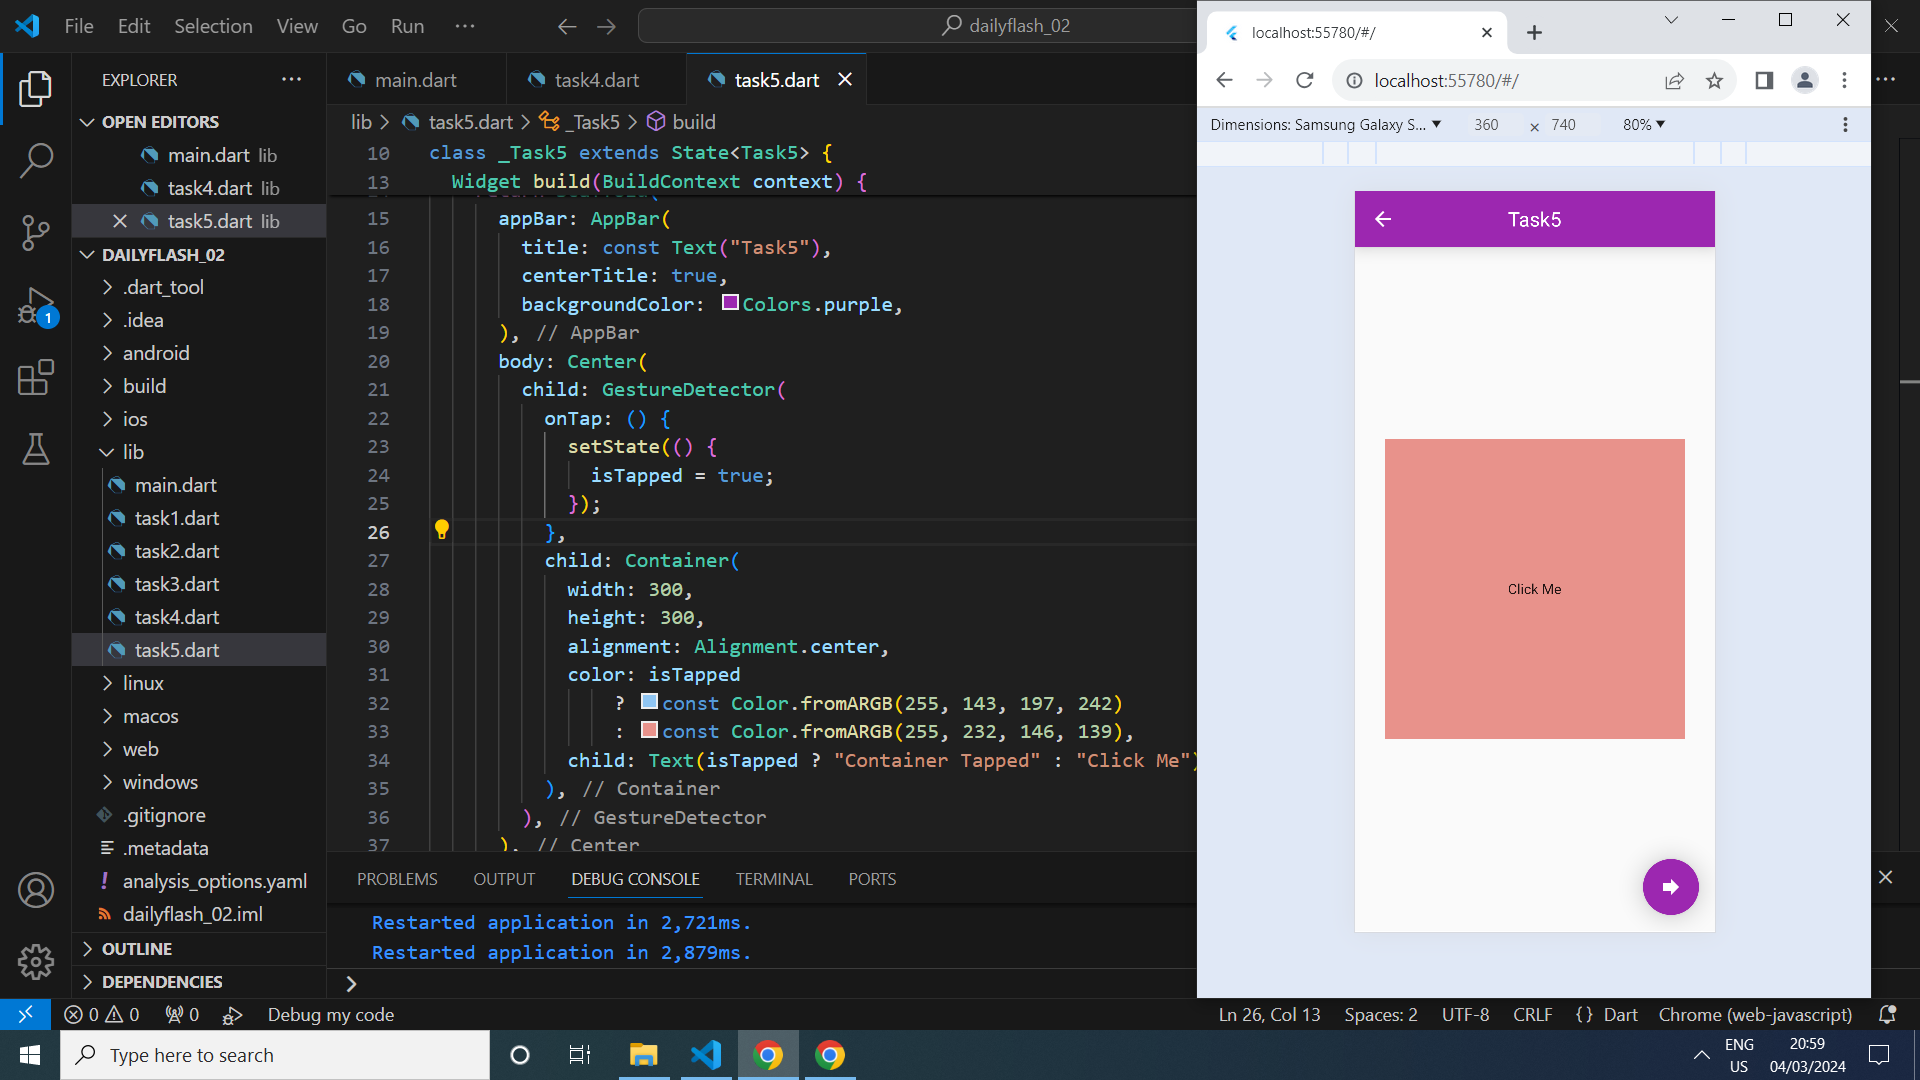 File Edit Selection View Go Run ···
dailyflash_02
EXPLORER
OPEN EDITORS
main.dart lib
task4.dart lib
task5.dart lib
DAILYFLASH_02
.dart_tool
.idea
android
build
ios
lib
main.dart
task1.dart
task2.dart
task3.dart
task4.dart
task5.dart
linux
macos
web
windows
.gitignore
.metadata
analysis_options.yaml
dailyflash_02.iml
OUTLINE
DEPENDENCIES
main.dart task4.dart task5.dart
lib > task5.dart > _Task5 > build
10 class _Task5 extends State<Task5> {
13 Widget build(BuildContext context) {
15 appBar: AppBar(
16 title: const Text("Task5"),
17 centerTitle: true,
18 backgroundColor: Colors.purple,
19 ), // AppBar
20 body: Center(
21 child: GestureDetector(
22 onTap: () {
23 setState(() {
24 isTapped = true;
25 });
26 },
27 child: Container(
28 width: 300,
29 height: 300,
30 alignment: Alignment.center,
31 color: isTapped
32 ? const Color.fromARGB(255, 143, 197, 242)
33 : const Color.fromARGB(255, 232, 146, 139),
34 child: Text(isTapped ? "Container Tapped" : "Click Me")
35 ), // Container
36 ), // GestureDetector
37 ), // Center
PROBLEMS OUTPUT DEBUG CONSOLE TERMINAL PORTS
Restarted application in 2,721ms.
Restarted application in 2,879ms.
localhost:55780/#/
localhost:55780/#/
Dimensions: Samsung Galaxy S... 360 × 740 80%
Task5
Click Me
0 0 0 Debug my code
Ln 26, Col 13 Spaces: 2 UTF-8 CRLF {} Dart Chrome (web-javascript)
1
Type here to search
ENG
US
20:59
04/03/2024